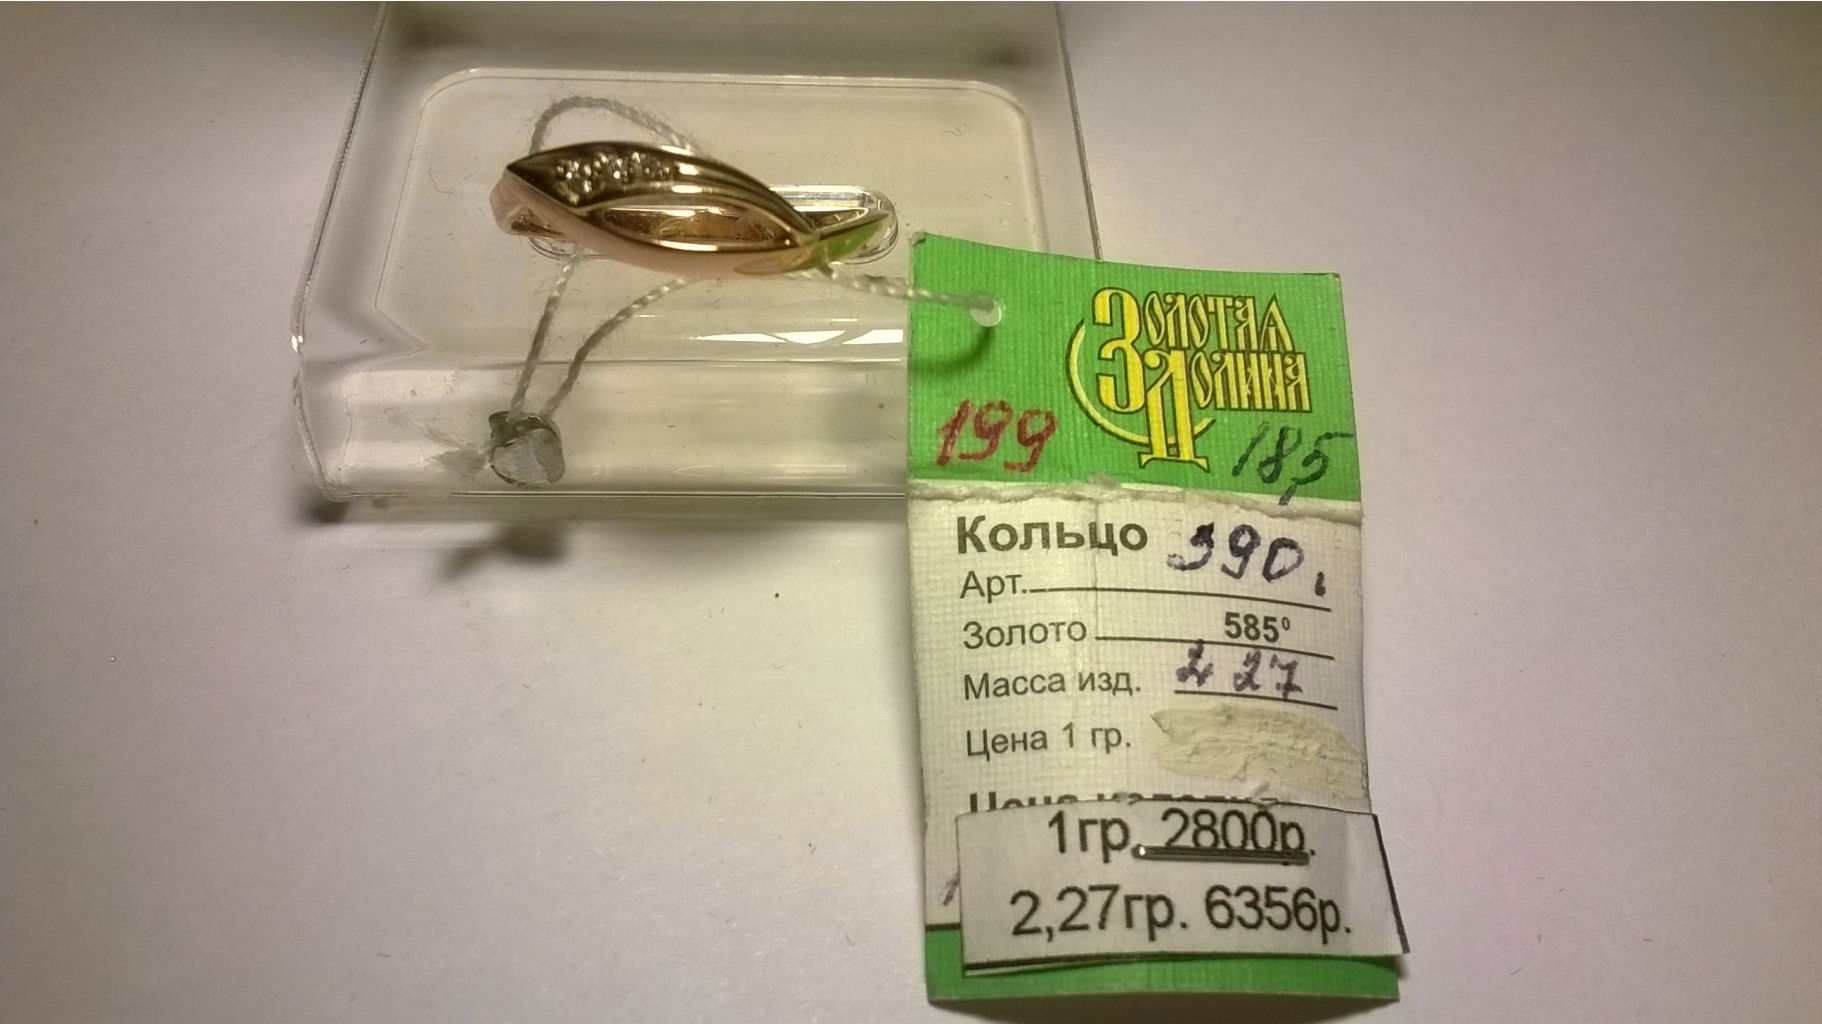 ЗОЛОТАЯ
ДОЛИНА
199
185
Кольцо 390.
Арт.
Золото 585°
Масса изд. 2 27
Цена 1 гр.
1гр. 2800р.
2,27гр. 6356р.